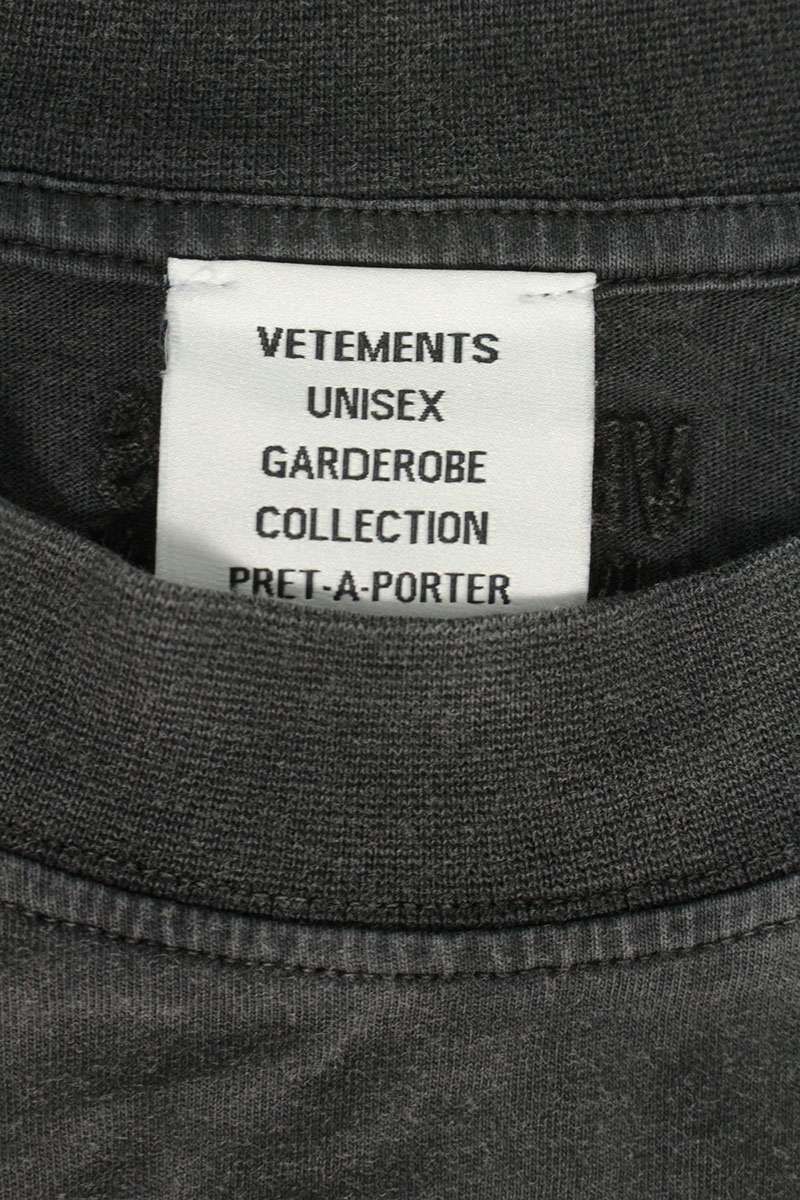 VETEMENTS
UNISEX
GARDEROBE
COLLECTION
PRET-A-PORTER